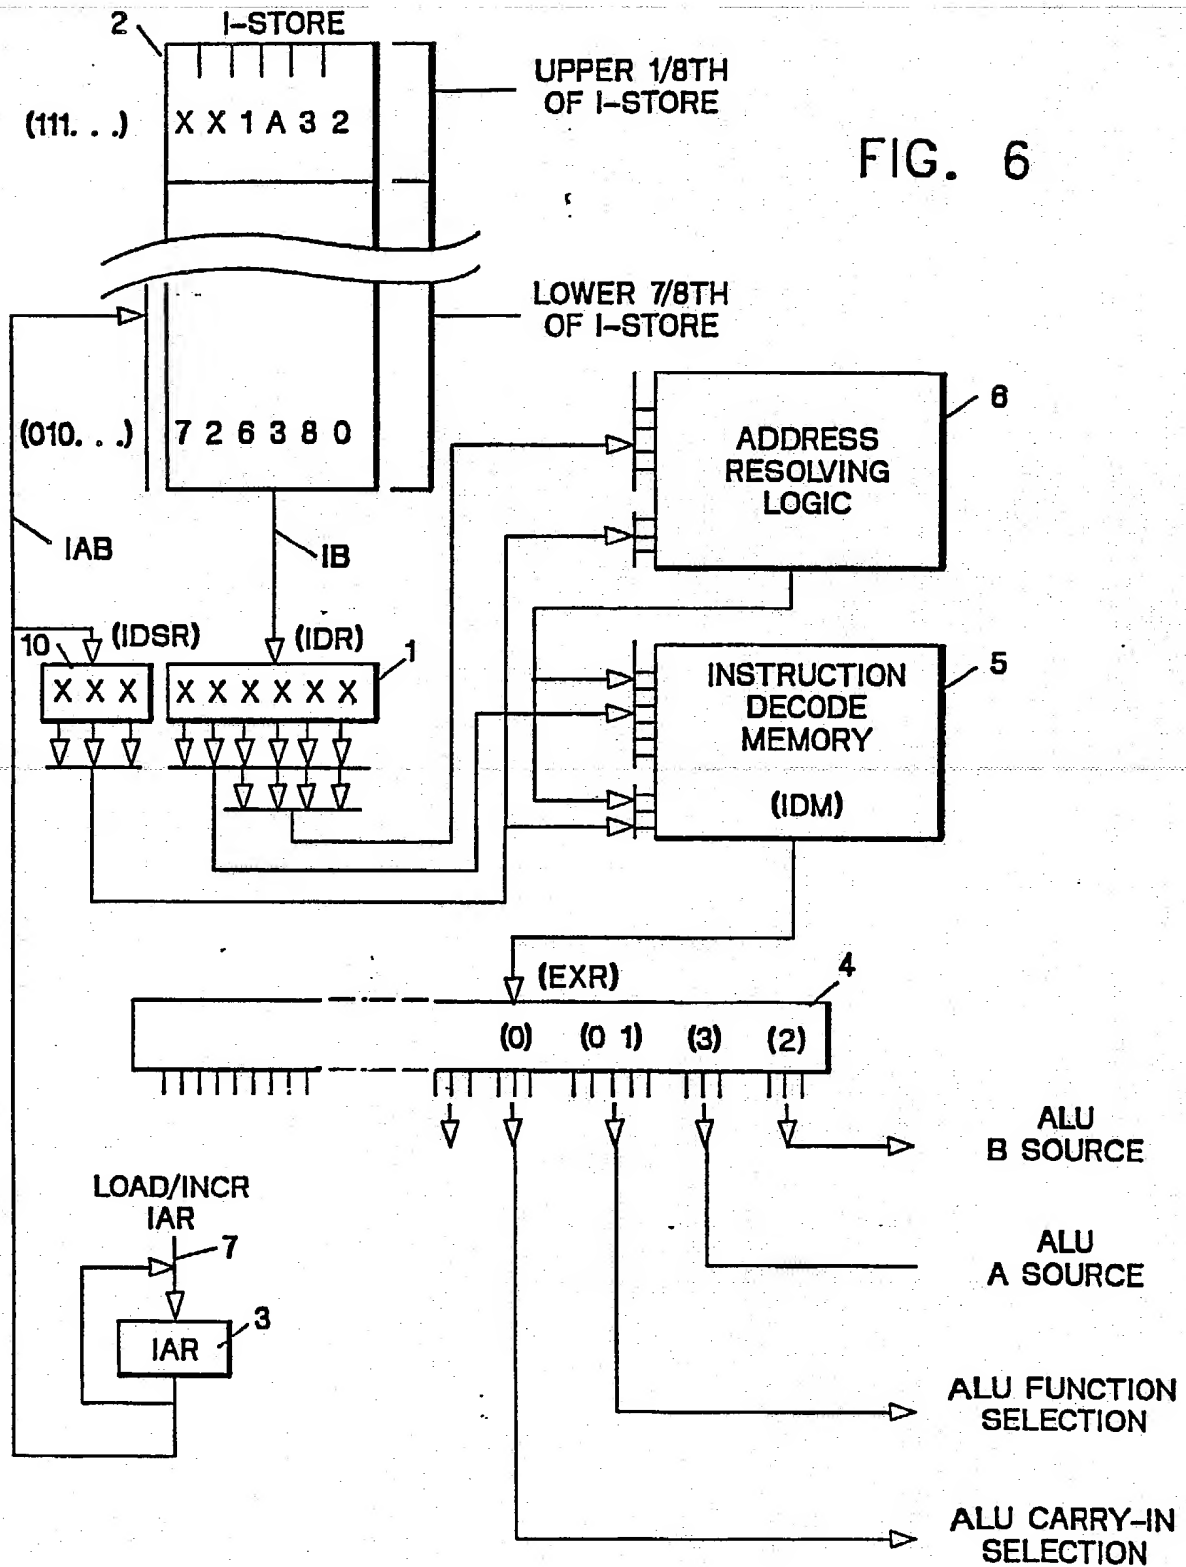 2
I-STORE
UPPER 1/8TH
OF I-STORE
(111. . .)
X X 1 A 3 2
FIG. 6
LOWER 7/8TH
OF I-STORE
(010. . .)
7 2 6 3 8 0
6
ADDRESS
RESOLVING
LOGIC
IAB
IB
10
(IDSR)
(IDR)
1
X X X
X X X X X X
5
INSTRUCTION
DECODE
MEMORY
(IDM)
(EXR)
4
(0)
(0 1)
(3)
(2)
ALU
B SOURCE
LOAD/INCR
IAR
7
ALU
A SOURCE
3
IAR
ALU FUNCTION
SELECTION
ALU CARRY-IN
SELECTION